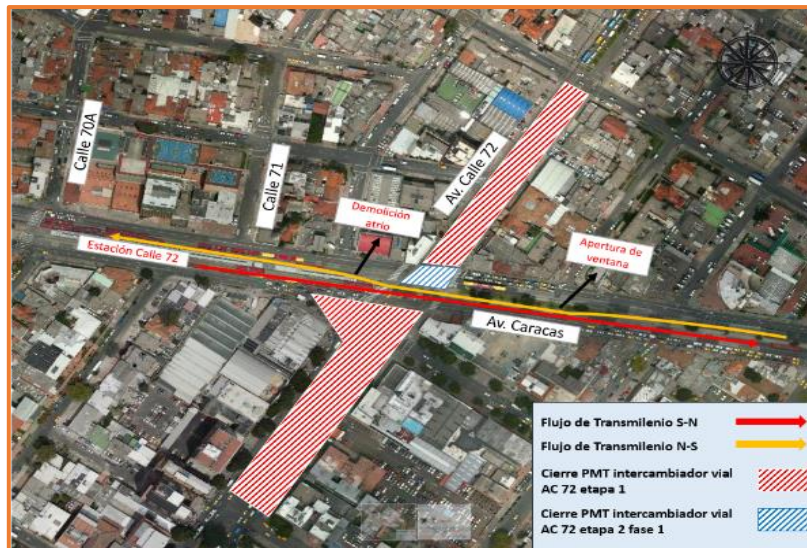 Calle 70A
Calle 71
Av. Calle 72
Demolición
atrio
Estación Calle 72
Apertura de
ventana
Av. Caracas
Flujo de Transmilenio S-N
Flujo de Transmilenio N-S
Cierre PMT intercambiador vial
AC 72 etapa 1
Cierre PMT intercambiador vial
AC 72 etapa 2 fase 1